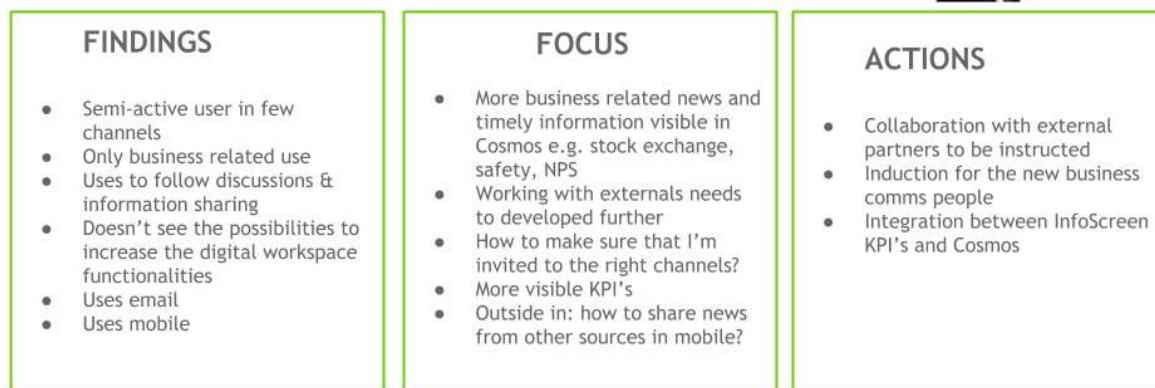 FINDINGS
● Semi-active user in few
channels
● Only business related use
● Uses to follow discussions &
information sharing
● Doesn't see the possibilities to
increase the digital workspace
functionalities
● Uses email
● Uses mobile
FOCUS
● More business related news and
timely information visible in
Cosmos e.g. stock exchange,
safety, NPS
● Working with externals needs
to developed further
● How to make sure that I'm
invited to the right channels?
● More visible KPI's
● Outside in: how to share news
from other sources in mobile?
ACTIONS
● Collaboration with external
partners to be instructed
● Induction for the new business
comms people
● Integration between InfoScreen
KPI's and Cosmos